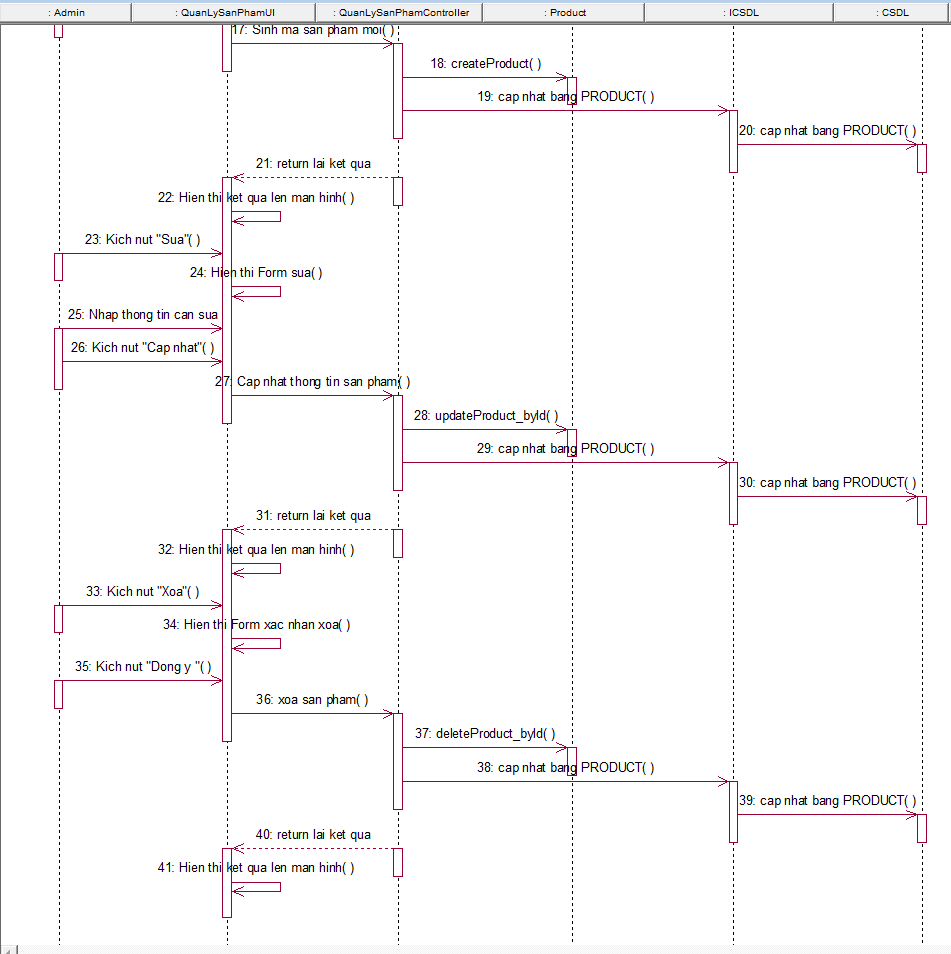 : Admin
: QuanLySanPhamUI
: QuanLySanPhamController
: Product
: ICSDL
: CSDL
17: Sinh ma san pham moi( )
18: createProduct( )
19: cap nhat bang PRODUCT( )
20: cap nhat bang PRODUCT( )
21: return lai ket qua
22: Hien thi ket qua len man hinh( )
23: Kich nut "Sua"( )
24: Hien thi Form sua( )
25: Nhap thong tin can sua
26: Kich nut "Cap nhat"( )
27: Cap nhat thong tin san pham( )
28: updateProduct_byId( )
29: cap nhat bang PRODUCT( )
30: cap nhat bang PRODUCT( )
31: return lai ket qua
32: Hien thi ket qua len man hinh( )
33: Kich nut "Xoa"( )
34: Hien thi Form xac nhan xoa( )
35: Kich nut "Dong y "( )
36: xoa san pham( )
37: deleteProduct_byId( )
38: cap nhat bang PRODUCT( )
39: cap nhat bang PRODUCT( )
40: return lai ket qua
41: Hien thi ket qua len man hinh( )